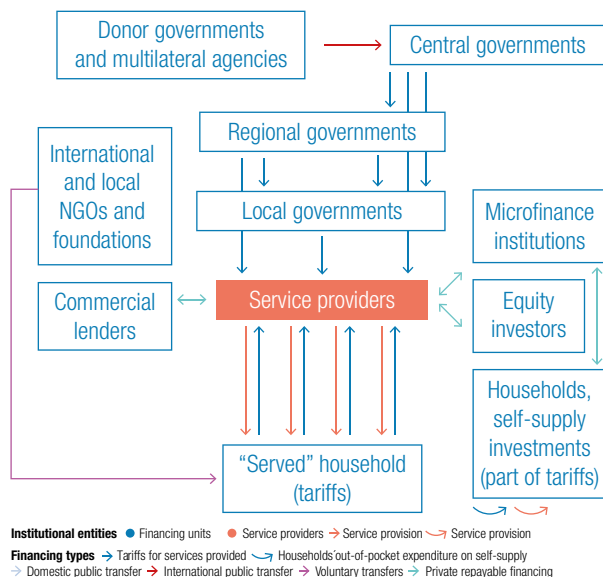 Donor governments
and multilateral agencies
Central governments
Regional governments
International
and local
NGOs and
foundations
Local governments
Microfinance
institutions
Commercial
lenders
Service providers
Equity
investors
Households,
self-supply
investments
(part of tariffs)
“Served” household
(tariffs)
Institutional entities Financing units Service providers Service provision Service provision
Financing types Tariffs for services provided Households´out-of-pocket expenditure on self-supply
Domestic public transfer International public transfer Voluntary transfers Private repayable financing